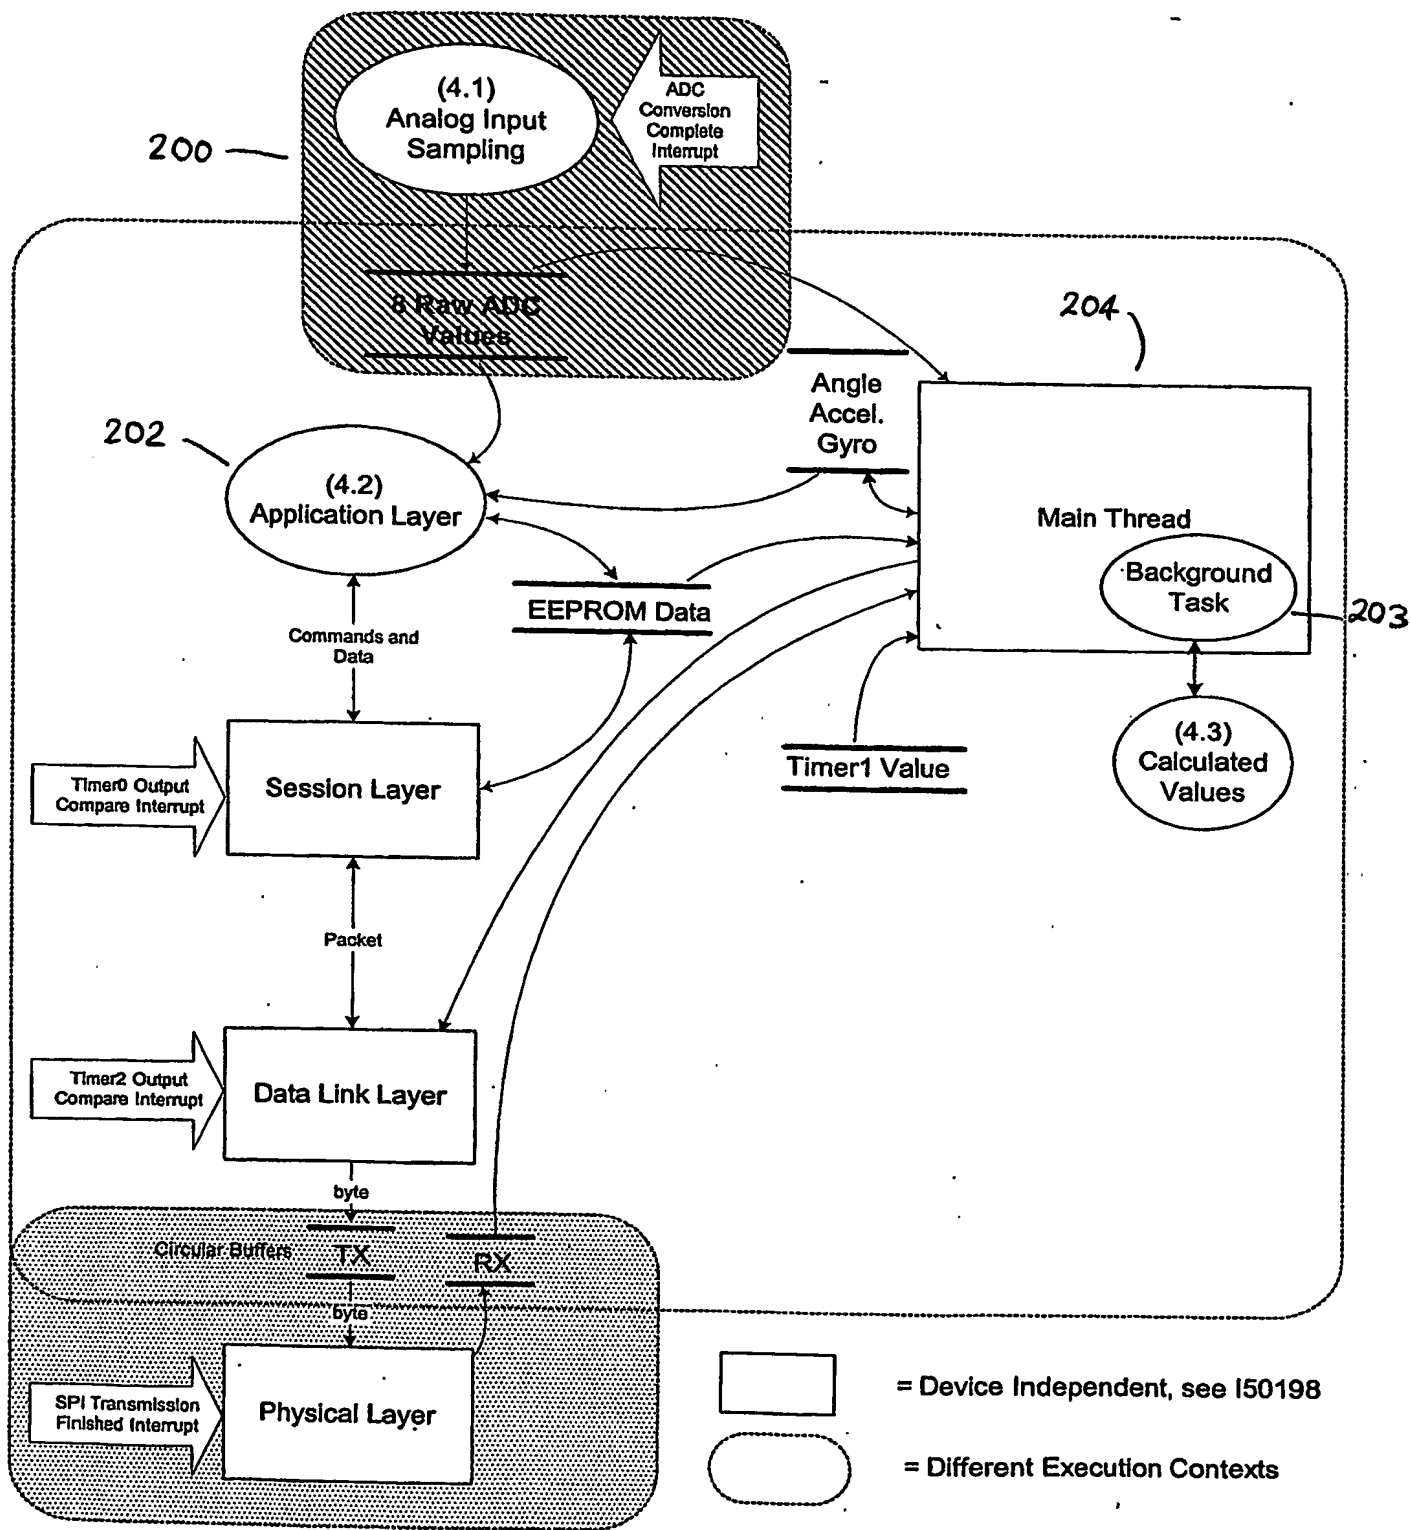 (4.1)
Analog Input
Sampling
ADC
Conversion
Complete
Interrupt
200
8 Raw ADC
Values
204
Angle
Accel.
Gyro
202
(4.2)
Application Layer
Main Thread
Background
Task
203
EEPROM Data
Commands and
Data
(4.3)
Calculated
Values
Timer1 Value
Timer0 Output
Compare Interrupt
Session Layer
Packet
Timer2 Output
Compare Interrupt
Data Link Layer
byte
Circular Buffers
TX
RX
byte
SPI Transmission
Finished Interrupt
Physical Layer
= Device Independent, see I50198
= Different Execution Contexts